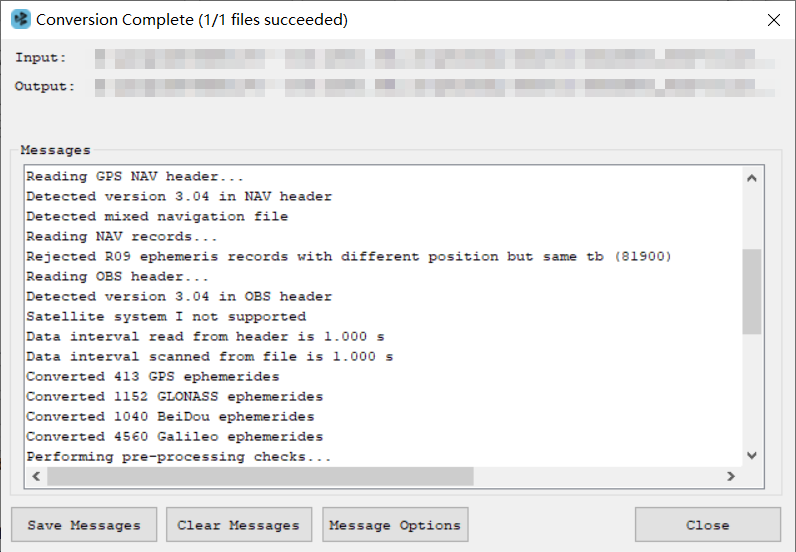 Conversion Complete (1/1 files succeeded)
Input:
Output:
Messages
Reading GPS NAV header...
Detected version 3.04 in NAV header
Detected mixed navigation file
Reading NAV records...
Rejected R09 ephemeris records with different position but same tb (81900)
Reading OBS header...
Detected version 3.04 in OBS header
Satellite system I not supported
Data interval read from header is 1.000 s
Data interval scanned from file is 1.000 s
Converted 413 GPS ephemerides
Converted 1152 GLONASS ephemerides
Converted 1040 BeiDou ephemerides
Converted 4560 Galileo ephemerides
Performing pre-processing checks...
Save Messages Clear Messages Message Options Close